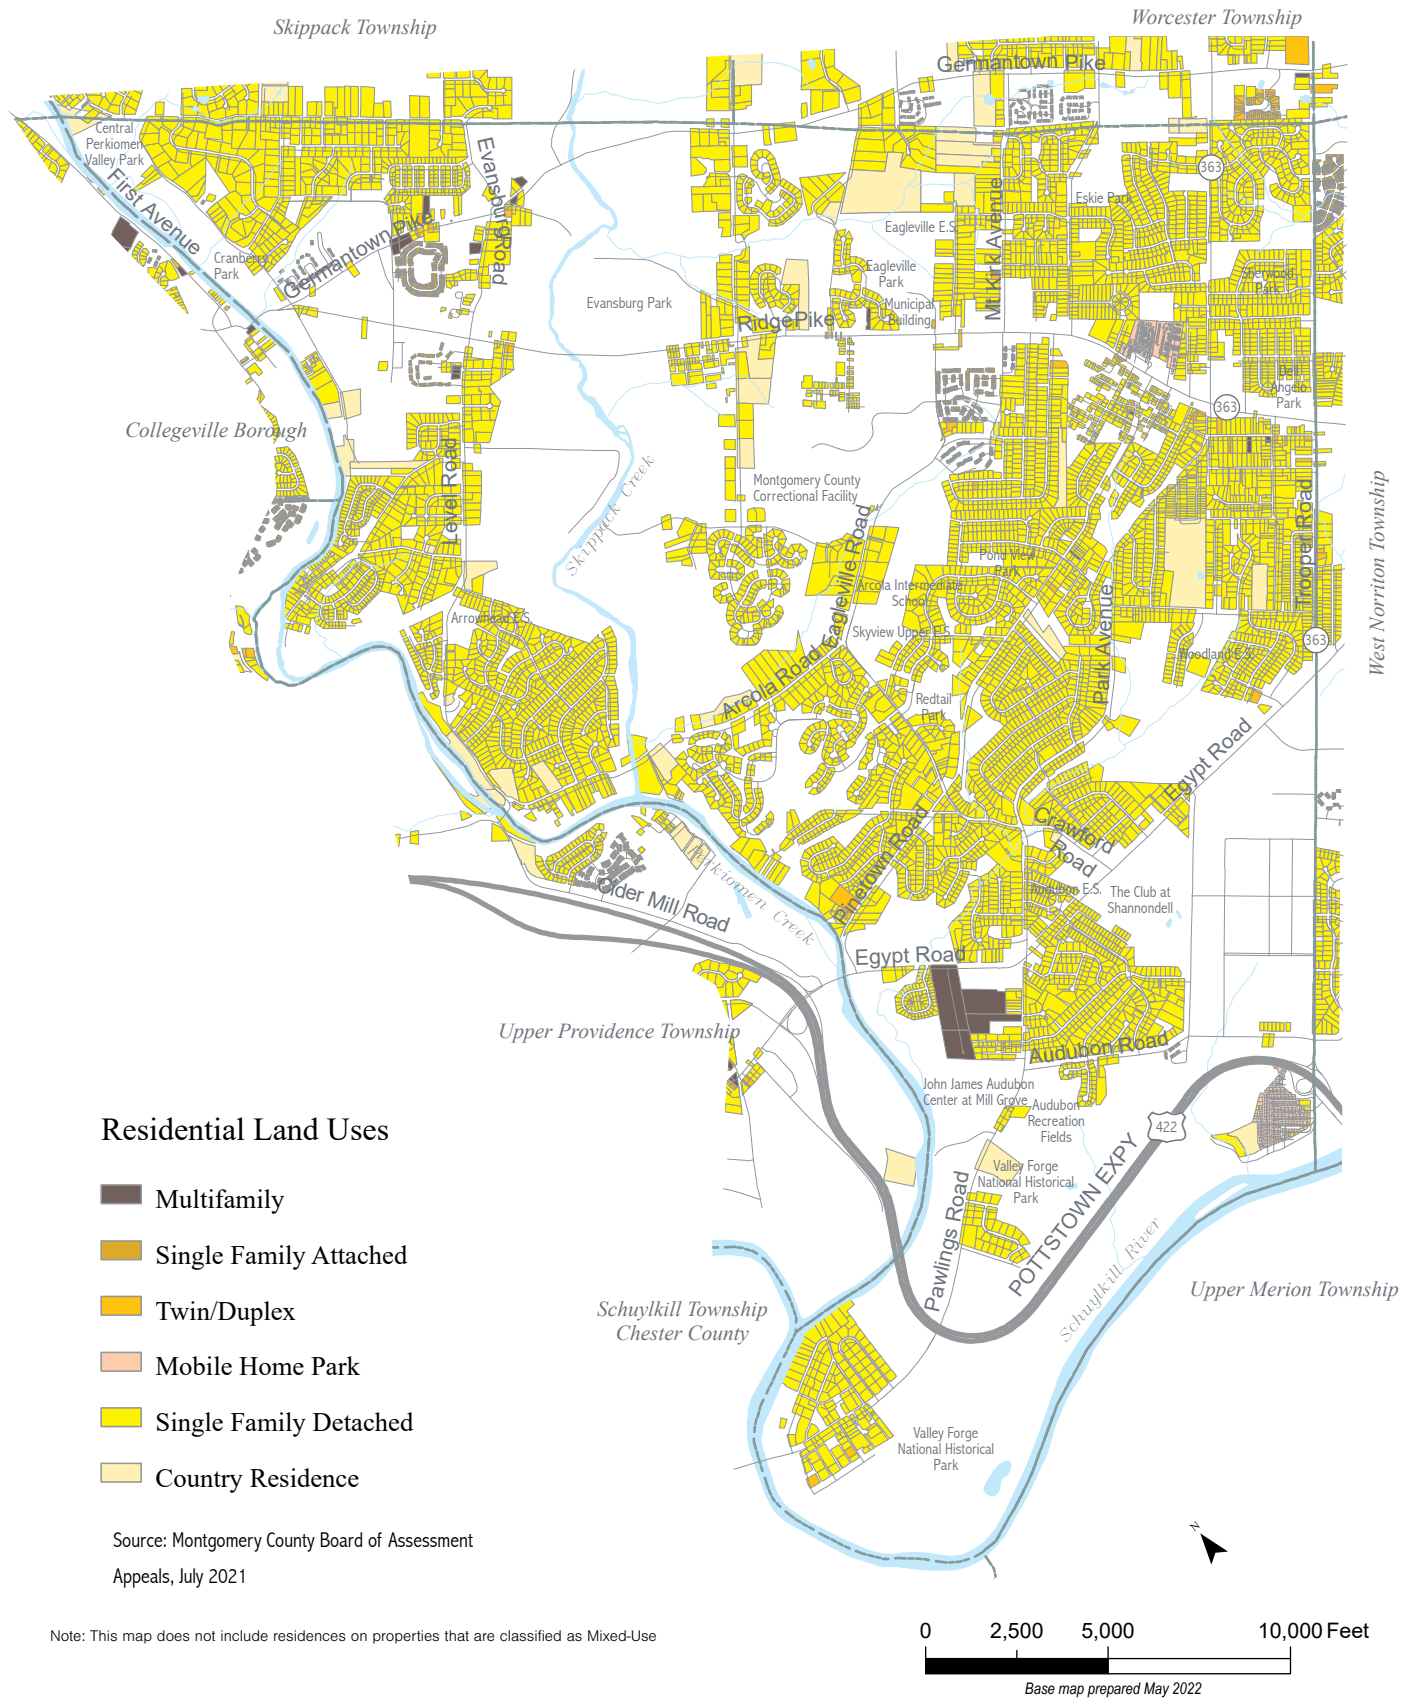 Skippack Township
Worcester Township
Germantown Pike
Central
Perkiomen
Valley Park
First Avenue
Evansburg Road
363
Eskie Park
Mt Kirk Avenue
Eagleville E.S.
Germantown Pike
Cranberry
Park
Eagleville
Park
Sherwood
Park
Evansburg Park
Municipal
Building
Ridge Pike
Dell
Angelo
Park
363
Collegeville Borough
Level Road
Skippack Creek
Montgomery County
Correctional Facility
Eagleville Road
Trooper Road
West Norriton Township
Pond View
Park
Arcola Intermediate
School
Arrowhead E.S.
Skyview Upper E.S.
Park Avenue
363
Woodland E.S.
Arcola Road
Redtail
Park
Egypt Road
Crawford
Road
Pinetown Road
Perkiomen Creek
Cider Mill Road
Audubon E.S.
The Club at
Shannondell
Egypt Road
Upper Providence Township
Audubon Road
John James Audubon
Center at Mill Grove
Audubon
Recreation
Fields
422
Valley Forge
National Historical
Park
POTTSTOWN EXPY
Pawlings Road
Schuylkill River
Upper Merion Township
Schuylkill Township
Chester County
Valley Forge
National Historical
Park
Residential Land Uses
Multifamily
Single Family Attached
Twin/Duplex
Mobile Home Park
Single Family Detached
Country Residence
Source: Montgomery County Board of Assessment
Appeals, July 2021
N
Note: This map does not include residences on properties that are classified as Mixed-Use
0 2,500 5,000 10,000 Feet
Base map prepared May 2022